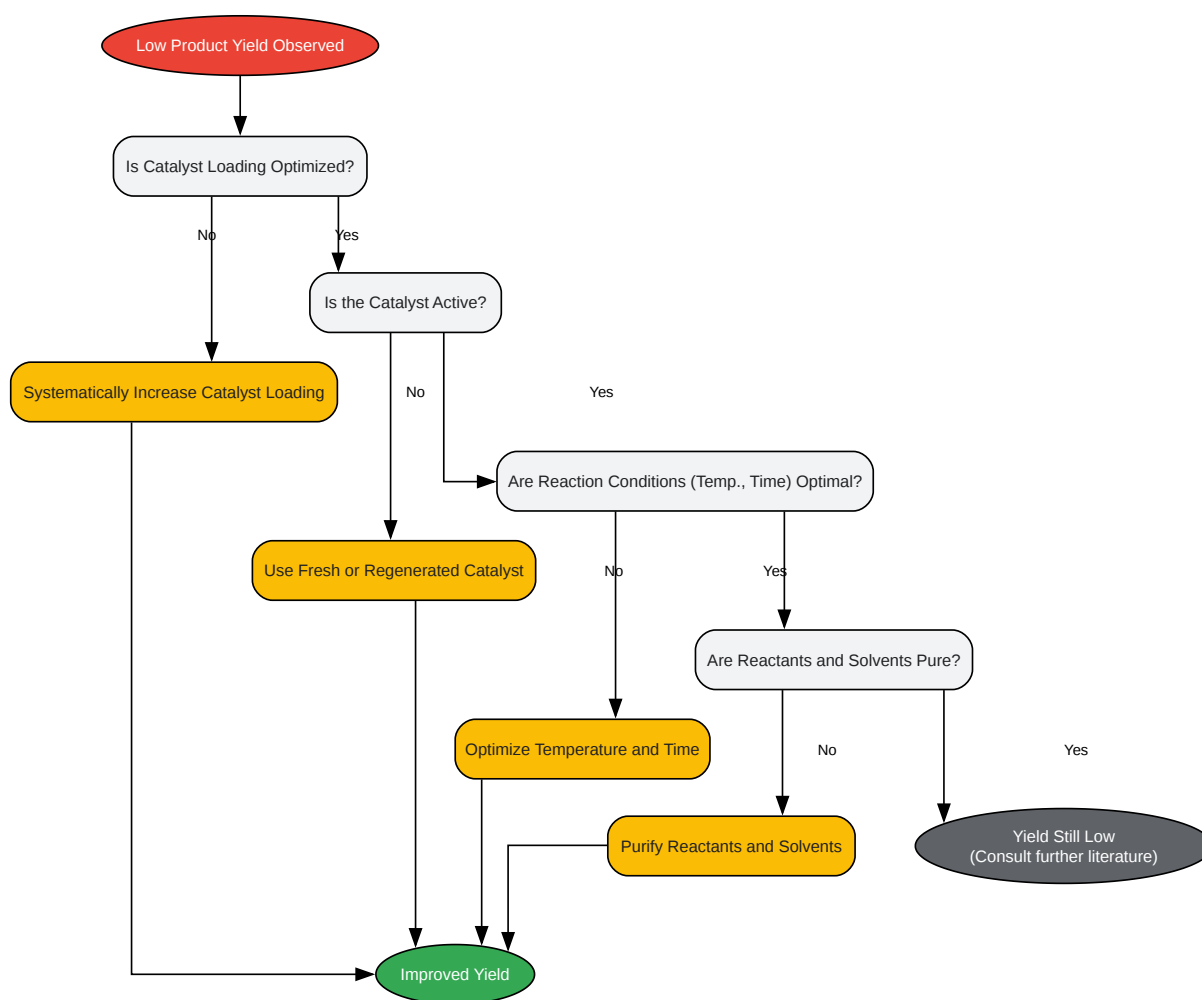 Low Product Yield Observed
Is Catalyst Loading Optimized?
No
Yes
Is the Catalyst Active?
Systematically Increase Catalyst Loading
No
Yes
Are Reaction Conditions (Temp., Time) Optimal?
Use Fresh or Regenerated Catalyst
No
Yes
Are Reactants and Solvents Pure?
Optimize Temperature and Time
No
Yes
Purify Reactants and Solvents
Yield Still Low
(Consult further literature)
Improved Yield